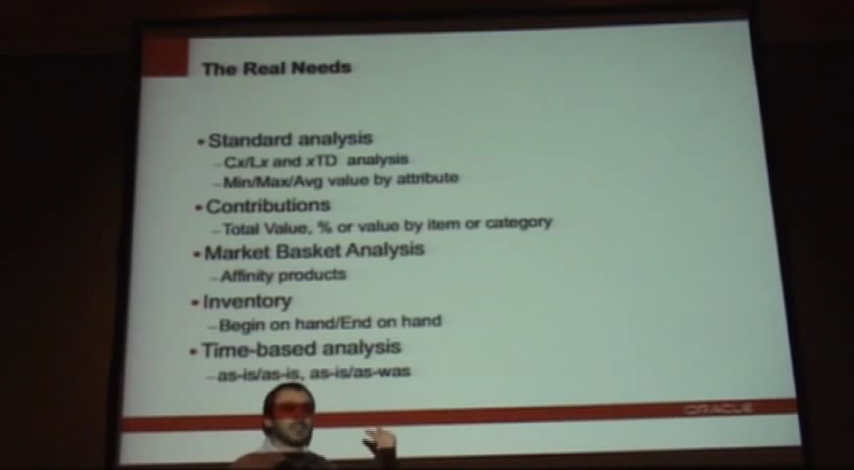 The Real Needs
•Standard analysis
–Cx/Lx and xTD analysis
–Min/Max/Avg value by attribute
•Contributions
–Total Value, % or value by item or category
•Market Basket Analysis
–Affinity products
•Inventory
–Begin on hand/End on hand
•Time-based analysis
–as-is/as-is, as-is/as-was
ORACLE